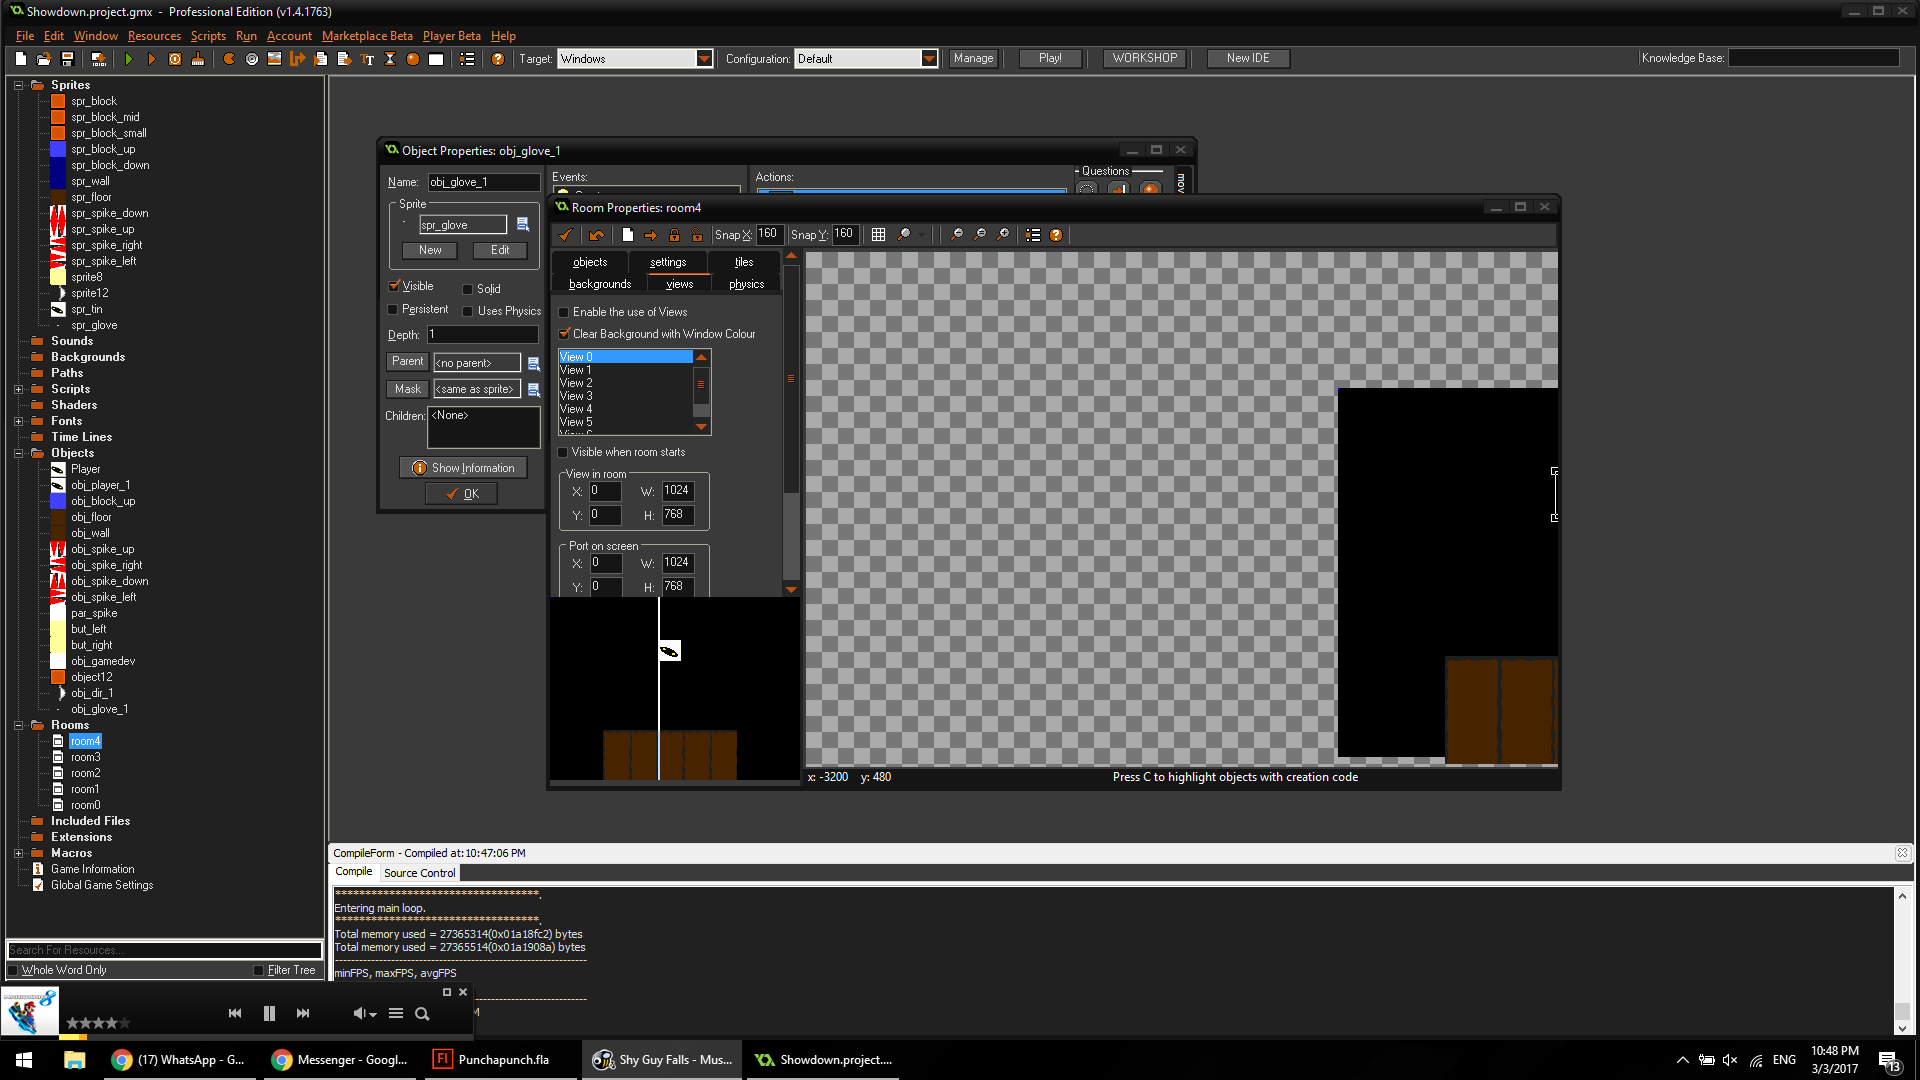 Showdown.project.gmx - Professional Edition (v1.4.1763)
File Edit Window Resources Scripts Run Account Marketplace Beta Player Beta Help
Target: Windows Configuration: Default Manage Play! WORKSHOP New IDE Knowledge Base:
Sprites
spr_block
spr_block_mid
spr_block_small
spr_block_up
spr_block_down
spr_wall
spr_floor
spr_spike_down
spr_spike_up
spr_spike_right
spr_spike_left
sprite8
sprite12
spr_tin
spr_glove
Sounds
Backgrounds
Paths
Scripts
Shaders
Fonts
Time Lines
Objects
Player
obj_player_1
obj_block_up
obj_floor
obj_wall
obj_spike_up
obj_spike_right
obj_spike_down
obj_spike_left
par_spike
but_left
but_right
obj_gamedev
object12
obj_dir_1
obj_glove_1
Rooms
room4
room3
room2
room1
room0
Included Files
Extensions
Macros
Game Information
Global Game Settings
Search For Resources...
Whole Word Only Filter Tree
Object Properties: obj_glove_1
Name: obj_glove_1
Sprite
spr_glove
New Edit
Visible Solid
Persistent Uses Physics
Depth: 1
Parent <no parent>
Mask <same as sprite>
Children: <None>
Show Information
OK
Events:
Actions:
Questions
move
Room Properties: room4
Snap X: 160 Snap Y: 160
objects settings tiles
backgrounds views physics
Enable the use of Views
Clear Background with Window Colour
View 0
View 1
View 2
View 3
View 4
View 5
Visible when room starts
View in room
X: 0 W: 1024
Y: 0 H: 768
Port on screen
X: 0 W: 1024
Y: 0 H: 768
x: -3200 y: 480 Press C to highlight objects with creation code
CompileForm - Compiled at: 10:47:06 PM
Compile Source Control
***********************************.
Entering main loop.
***********************************.
Total memory used = 27365314(0x01a18fc2) bytes
Total memory used = 27365514(0x01a1908a) bytes
minFPS, maxFPS, avgFPS
M
(17) WhatsApp - G... Messenger - Googl... Fl Punchapunch.fla Shy Guy Falls - Mus... Showdown.project....
ENG
10:48 PM
3/3/2017
13